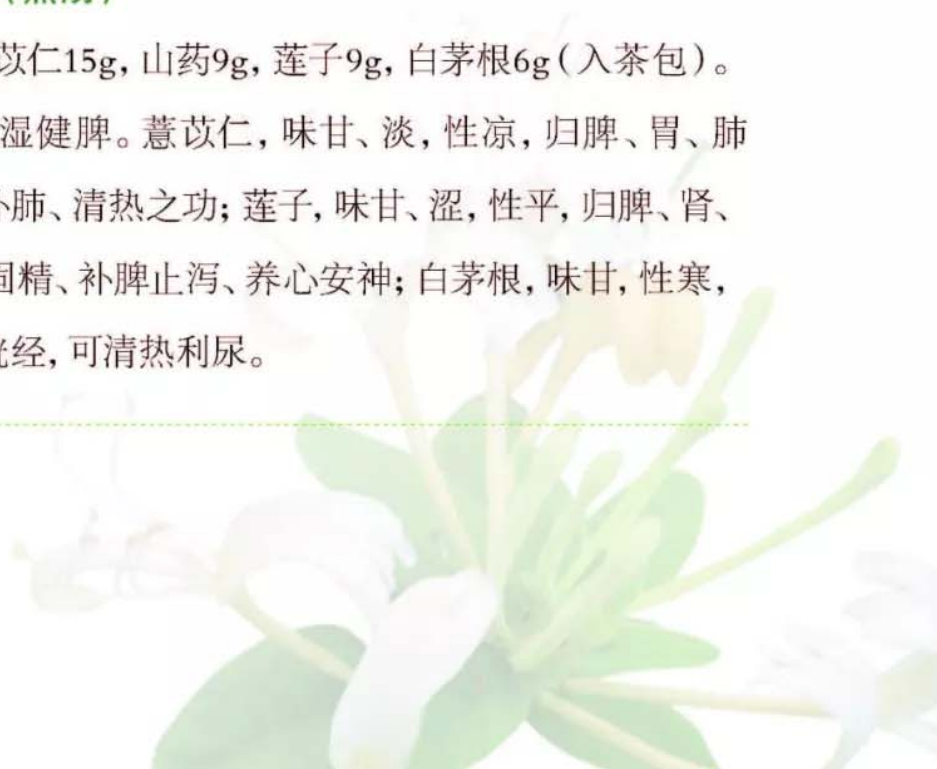 苡仁15g, 山药9g, 莲子9g, 白茅根6g(入茶包)。
湿健脾。薏苡仁, 味甘、淡, 性凉, 归脾、胃、肺
肺、清热之功; 莲子, 味甘、涩, 性平, 归脾、肾、
固精、补脾止泻、养心安神; 白茅根, 味甘, 性寒,
经, 可清热利尿。